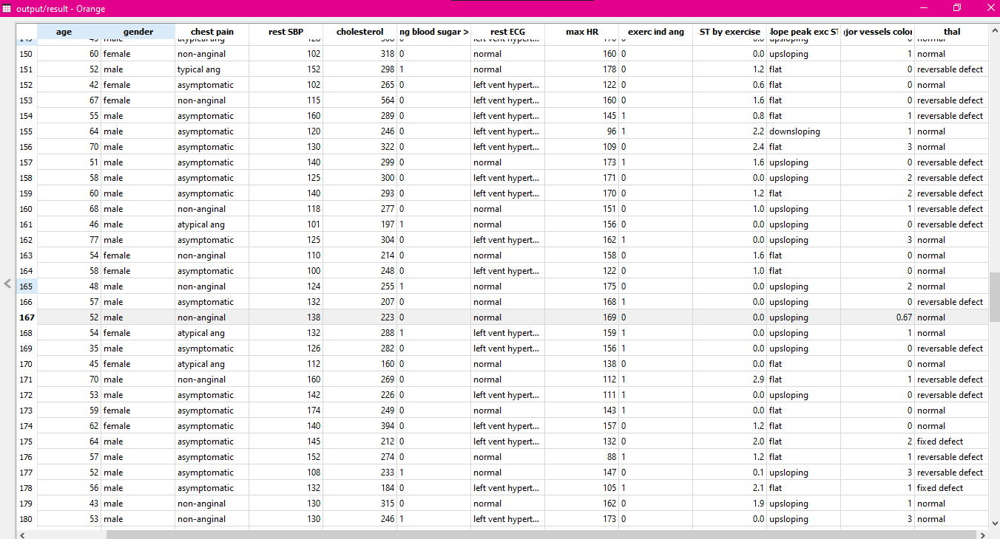 output/result - Orange
age gender chest pain rest SBP cholesterol ng blood sugar > rest ECG max HR exerc ind ang ST by exercise slope peak exc ST ajor vessels color thal
150 60 female non-anginal 102 318 0 normal 160 0 0.0 upsloping 1 normal
151 52 male typical ang 152 298 1 normal 178 0 1.2 flat 0 reversable defect
152 42 female asymptomatic 102 265 0 left vent hypert... 122 0 0.6 flat 0 normal
153 67 female non-anginal 115 564 0 left vent hypert... 160 0 1.6 flat 0 reversable defect
154 55 male asymptomatic 160 289 0 left vent hypert... 145 1 0.8 flat 1 reversable defect
155 64 male asymptomatic 120 246 0 left vent hypert... 96 1 2.2 downsloping 1 normal
156 70 male asymptomatic 130 322 0 left vent hypert... 109 0 2.4 flat 3 normal
157 51 male asymptomatic 140 299 0 normal 173 1 1.6 upsloping 0 reversable defect
158 58 male asymptomatic 125 300 0 left vent hypert... 171 0 0.0 upsloping 2 reversable defect
159 60 male asymptomatic 140 293 0 left vent hypert... 170 0 1.2 flat 2 reversable defect
160 68 male non-anginal 118 277 0 normal 151 0 1.0 upsloping 1 reversable defect
161 46 male atypical ang 101 197 1 normal 156 0 0.0 upsloping 0 reversable defect
162 77 male asymptomatic 125 304 0 left vent hypert... 162 1 0.0 upsloping 3 normal
163 54 female non-anginal 110 214 0 normal 158 0 1.6 flat 0 normal
164 58 female asymptomatic 100 248 0 left vent hypert... 122 0 1.0 flat 0 normal
165 48 male non-anginal 124 255 1 normal 175 0 0.0 upsloping 2 normal
166 57 male asymptomatic 132 207 0 normal 168 1 0.0 upsloping 0 reversable defect
167 52 male non-anginal 138 223 0 normal 169 0 0.0 upsloping 0.67 normal
168 54 female atypical ang 132 288 1 left vent hypert... 159 1 0.0 upsloping 1 normal
169 35 male asymptomatic 126 282 0 left vent hypert... 156 1 0.0 upsloping 0 reversable defect
170 45 female atypical ang 112 160 0 normal 138 0 0.0 flat 0 normal
171 70 male non-anginal 160 269 0 normal 112 1 2.9 flat 1 reversable defect
172 53 male asymptomatic 142 226 0 left vent hypert... 111 1 0.0 upsloping 0 reversable defect
173 59 female asymptomatic 174 249 0 normal 143 1 0.0 flat 0 normal
174 62 female asymptomatic 140 394 0 left vent hypert... 157 0 1.2 flat 0 normal
175 64 male asymptomatic 145 212 0 left vent hypert... 132 0 2.0 flat 2 fixed defect
176 57 male asymptomatic 152 274 0 normal 88 1 1.2 flat 1 reversable defect
177 52 male asymptomatic 108 233 1 normal 147 0 0.1 upsloping 3 reversable defect
178 56 male asymptomatic 132 184 0 left vent hypert... 105 1 2.1 flat 1 fixed defect
179 43 male non-anginal 130 315 0 normal 162 0 1.9 upsloping 1 normal
180 53 male non-anginal 130 246 1 left vent hypert... 173 0 0.0 upsloping 3 normal